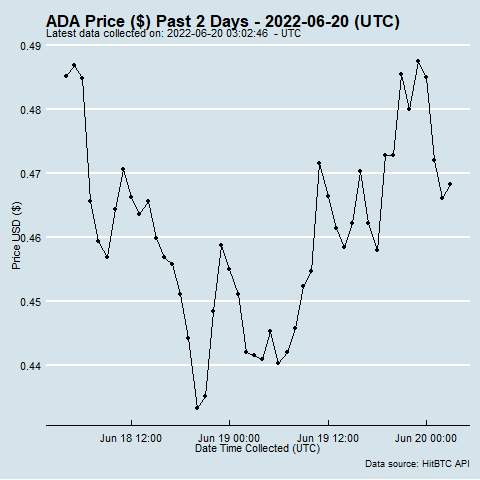 ADA Price ($) Past 2 Days - 2022-06-20 (UTC)
Latest data collected on: 2022-06-20 03:02:46 - UTC
0.49
0.48
0.47
0.46
0.45
0.44
Price USD ($)
Jun 18 12:00
Jun 19 00:00
Jun 19 12:00
Jun 20 00:00
Date Time Collected (UTC)
Data source: HitBTC API